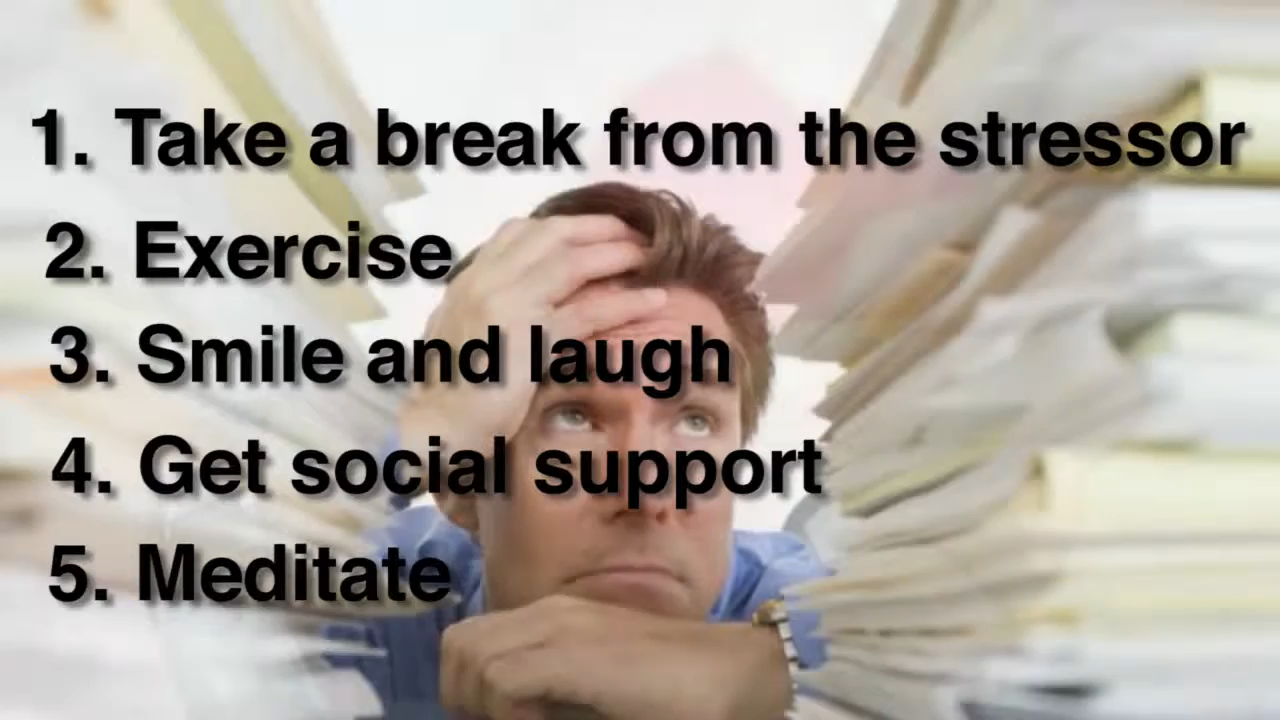 1. Take a break from the stressor
2. Exercise
3. Smile and laugh
4. Get social support
5. Meditate